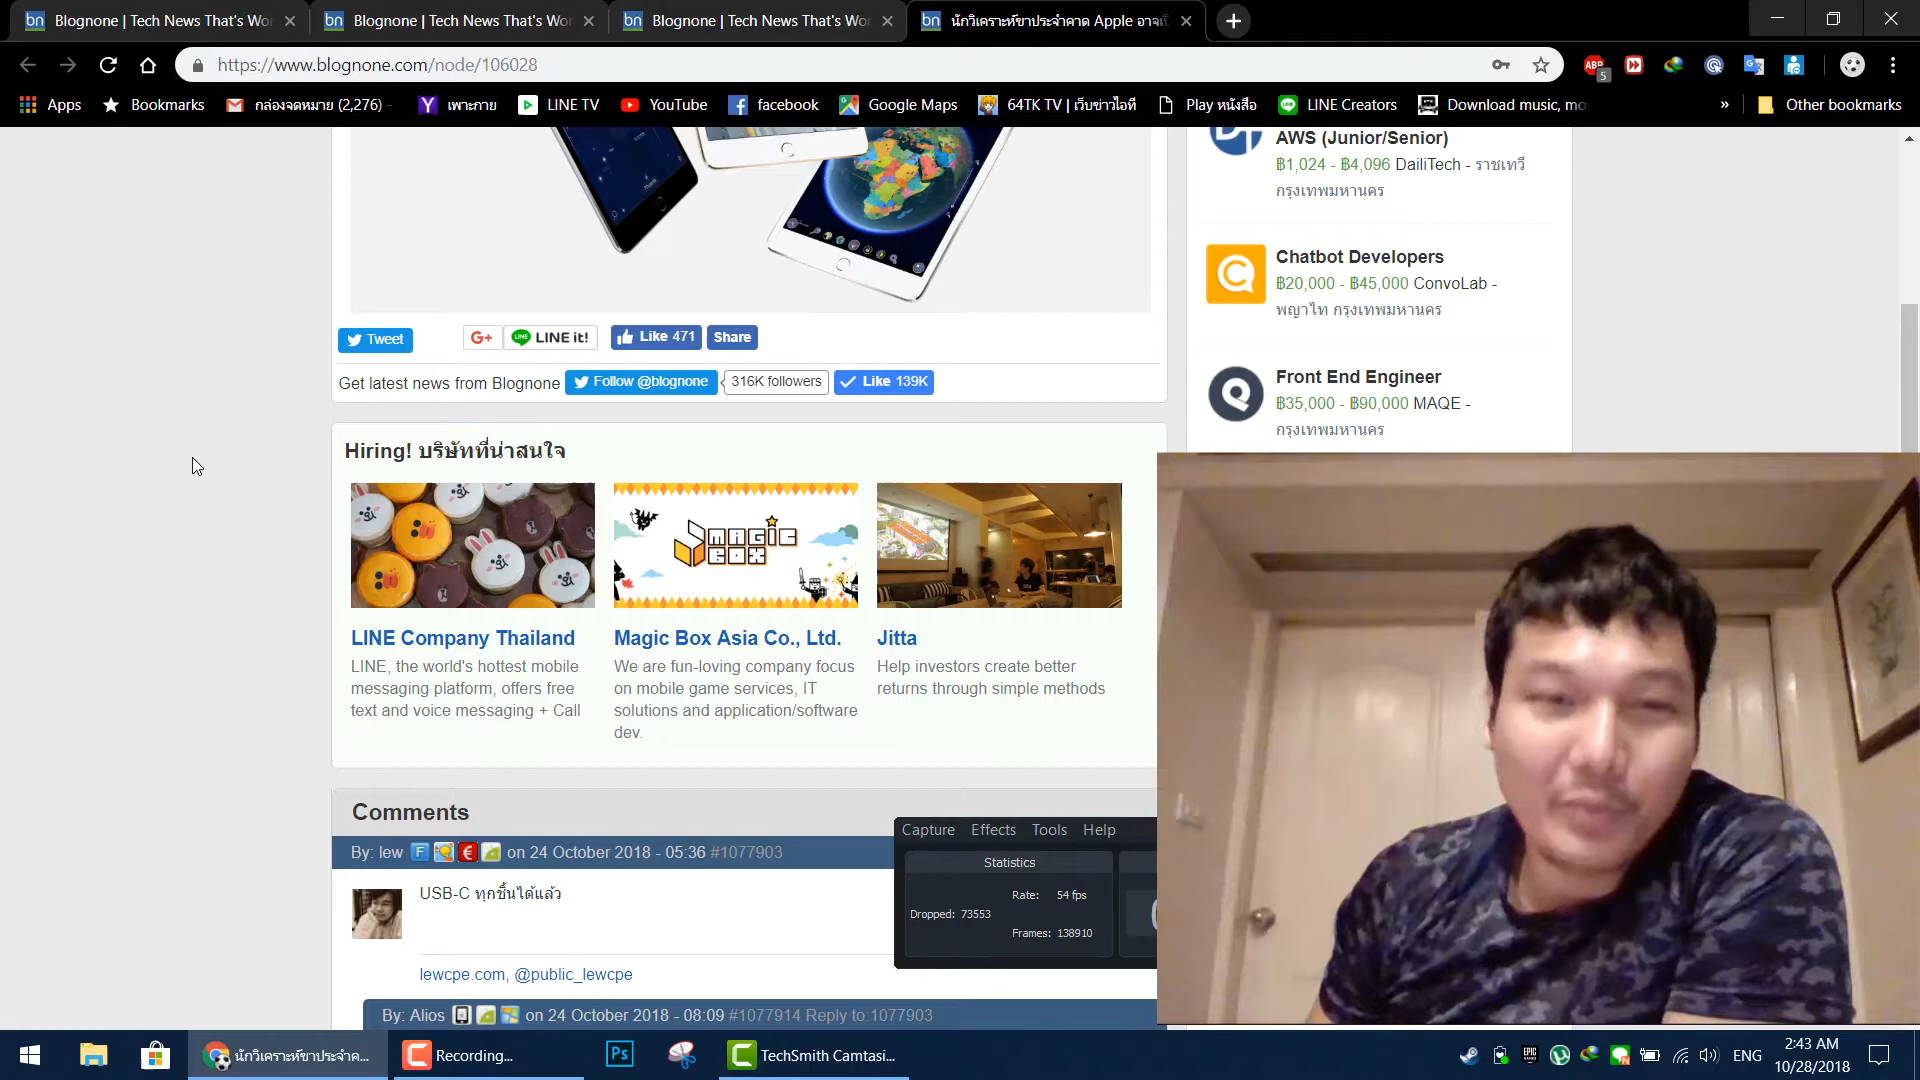 Blognone | Tech News That's Wor
Blognone | Tech News That's Wor
Blognone | Tech News That's Wor
นักวิเคราะห์ขาประจำคาด Apple อาจเปิ
https://www.blognone.com/node/106028
Apps
Bookmarks
กล่องจดหมาย (2,276) -
เพาะกาย
LINE TV
YouTube
facebook
Google Maps
64TK TV | เว็บข่าวไอที
Play หนังสือ
LINE Creators
Download music, mo
»
Other bookmarks
AWS (Junior/Senior)
฿1,024 - ฿4,096 DailiTech - ราชเทวี
กรุงเทพมหานคร
Chatbot Developers
฿20,000 - ฿45,000 ConvoLab -
พญาไท กรุงเทพมหานคร
Front End Engineer
฿35,000 - ฿90,000 MAQE -
กรุงเทพมหานคร
Tweet
G+
LINE it!
Like 471
Share
Get latest news from Blognone
Follow @blognone
316K followers
Like 139K
Hiring! บริษัทที่น่าสนใจ
MAGIC
BOX
LINE Company Thailand
LINE, the world's hottest mobile
messaging platform, offers free
text and voice messaging + Call
Magic Box Asia Co., Ltd.
We are fun-loving company focus
on mobile game services, IT
solutions and application/software
dev.
Jitta
Help investors create better
returns through simple methods
Comments
By: lew on 24 October 2018 - 05:36 #1077903
USB-C ทุกชิ้นได้แล้ว
lewcpe.com, @public_lewcpe
By: Alios on 24 October 2018 - 08:09 #1077914 Reply to:1077903
Capture Effects Tools Help
Statistics
Rate: 54 fps
Dropped: 73553
Frames: 138910
นักวิเคราะห์ขาประจำค...
Recording...
Ps
TechSmith Camtasi...
ENG
2:43 AM
10/28/2018